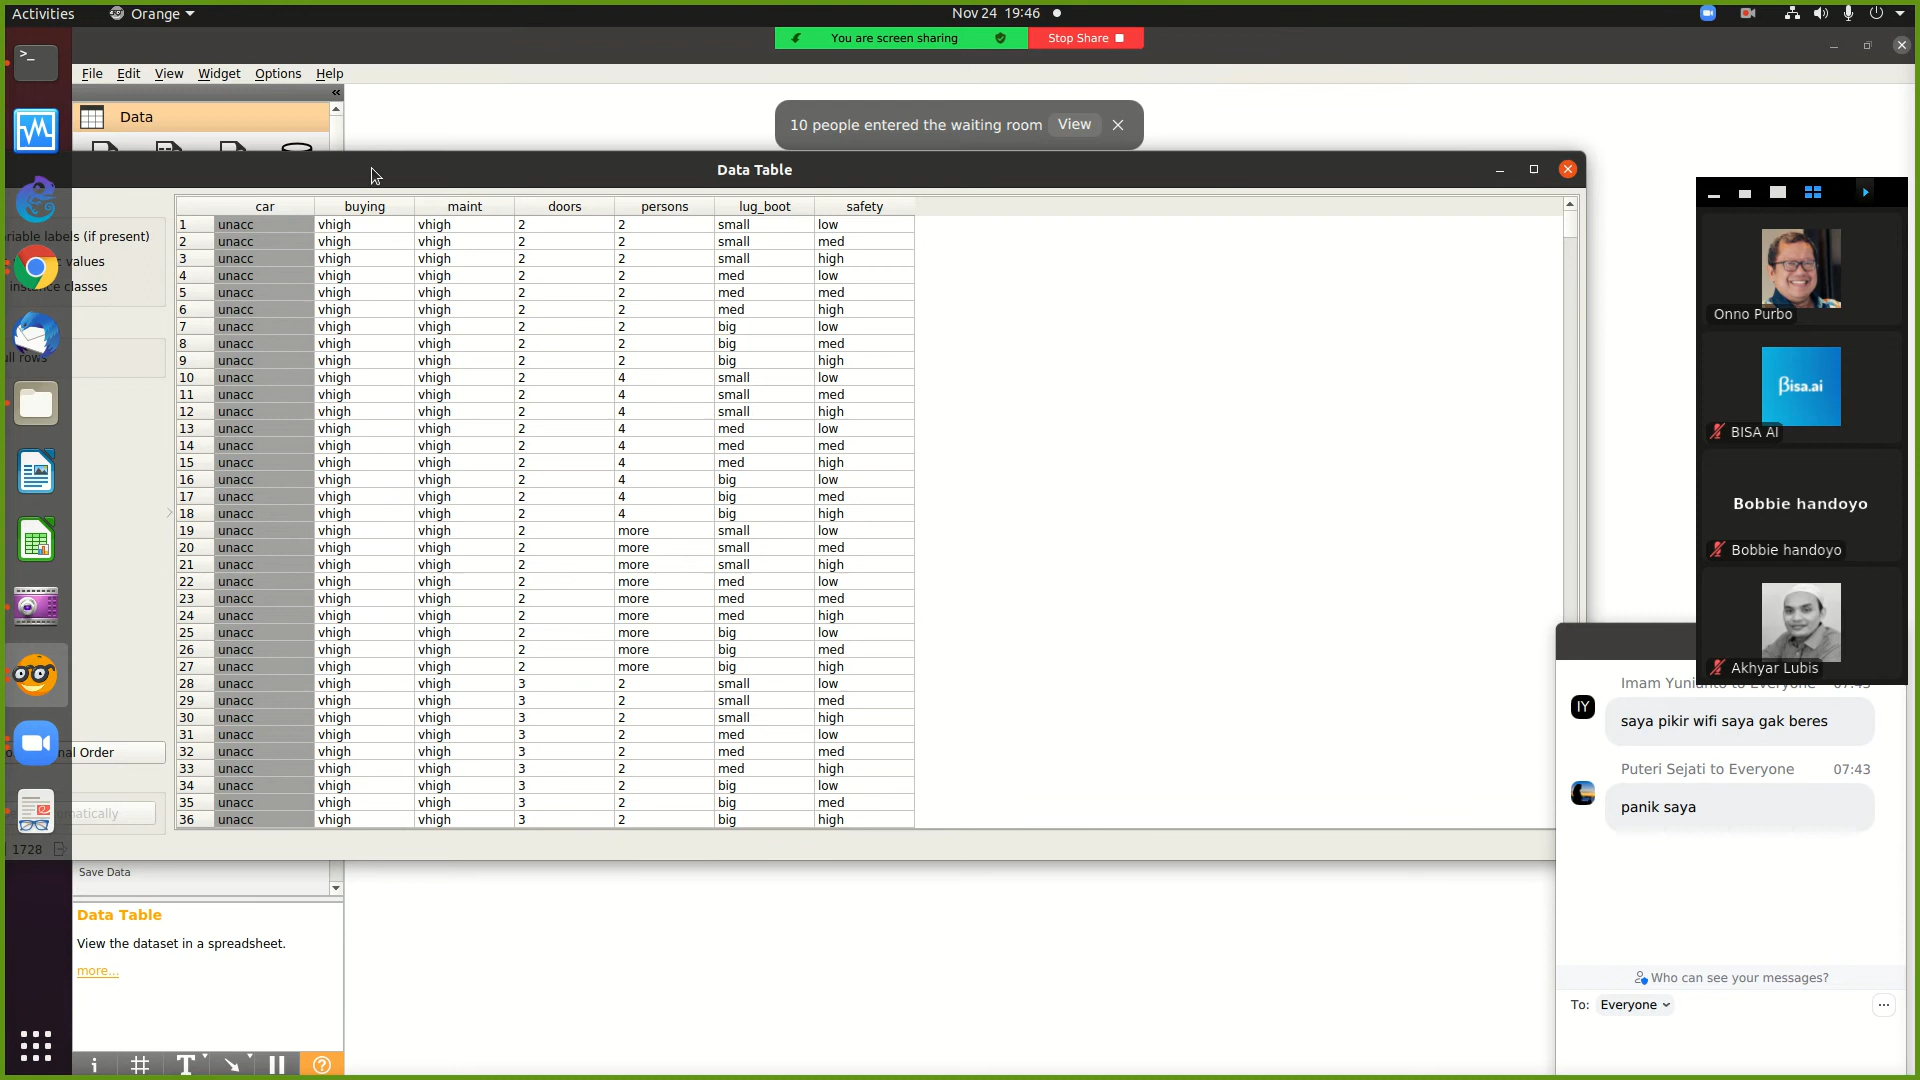 Activities
Orange
Nov 24 19:46
You are screen sharing
Stop Share
File Edit View Widget Options Help
Data
10 people entered the waiting room View
Data Table
riable labels (if present)
c values
instance classes
ull rows
nal Order
omatically
1728
car buying maint doors persons lug_boot safety
1 unacc vhigh vhigh 2 2 small low
2 unacc vhigh vhigh 2 2 small med
3 unacc vhigh vhigh 2 2 small high
4 unacc vhigh vhigh 2 2 med low
5 unacc vhigh vhigh 2 2 med med
6 unacc vhigh vhigh 2 2 med high
7 unacc vhigh vhigh 2 2 big low
8 unacc vhigh vhigh 2 2 big med
9 unacc vhigh vhigh 2 2 big high
10 unacc vhigh vhigh 2 4 small low
11 unacc vhigh vhigh 2 4 small med
12 unacc vhigh vhigh 2 4 small high
13 unacc vhigh vhigh 2 4 med low
14 unacc vhigh vhigh 2 4 med med
15 unacc vhigh vhigh 2 4 med high
16 unacc vhigh vhigh 2 4 big low
17 unacc vhigh vhigh 2 4 big med
18 unacc vhigh vhigh 2 4 big high
19 unacc vhigh vhigh 2 more small low
20 unacc vhigh vhigh 2 more small med
21 unacc vhigh vhigh 2 more small high
22 unacc vhigh vhigh 2 more med low
23 unacc vhigh vhigh 2 more med med
24 unacc vhigh vhigh 2 more med high
25 unacc vhigh vhigh 2 more big low
26 unacc vhigh vhigh 2 more big med
27 unacc vhigh vhigh 2 more big high
28 unacc vhigh vhigh 3 2 small low
29 unacc vhigh vhigh 3 2 small med
30 unacc vhigh vhigh 3 2 small high
31 unacc vhigh vhigh 3 2 med low
32 unacc vhigh vhigh 3 2 med med
33 unacc vhigh vhigh 3 2 med high
34 unacc vhigh vhigh 3 2 big low
35 unacc vhigh vhigh 3 2 big med
36 unacc vhigh vhigh 3 2 big high
Save Data
Data Table
View the dataset in a spreadsheet.
more...
Onno Purbo
βisa.ai
BISA AI
Bobbie handoyo
Bobbie handoyo
Akhyar Lubis
Imam Yunianto to Everyone 07:43
IY
saya pikir wifi saya gak beres
Puteri Sejati to Everyone 07:43
panik saya
Who can see your messages?
To: Everyone